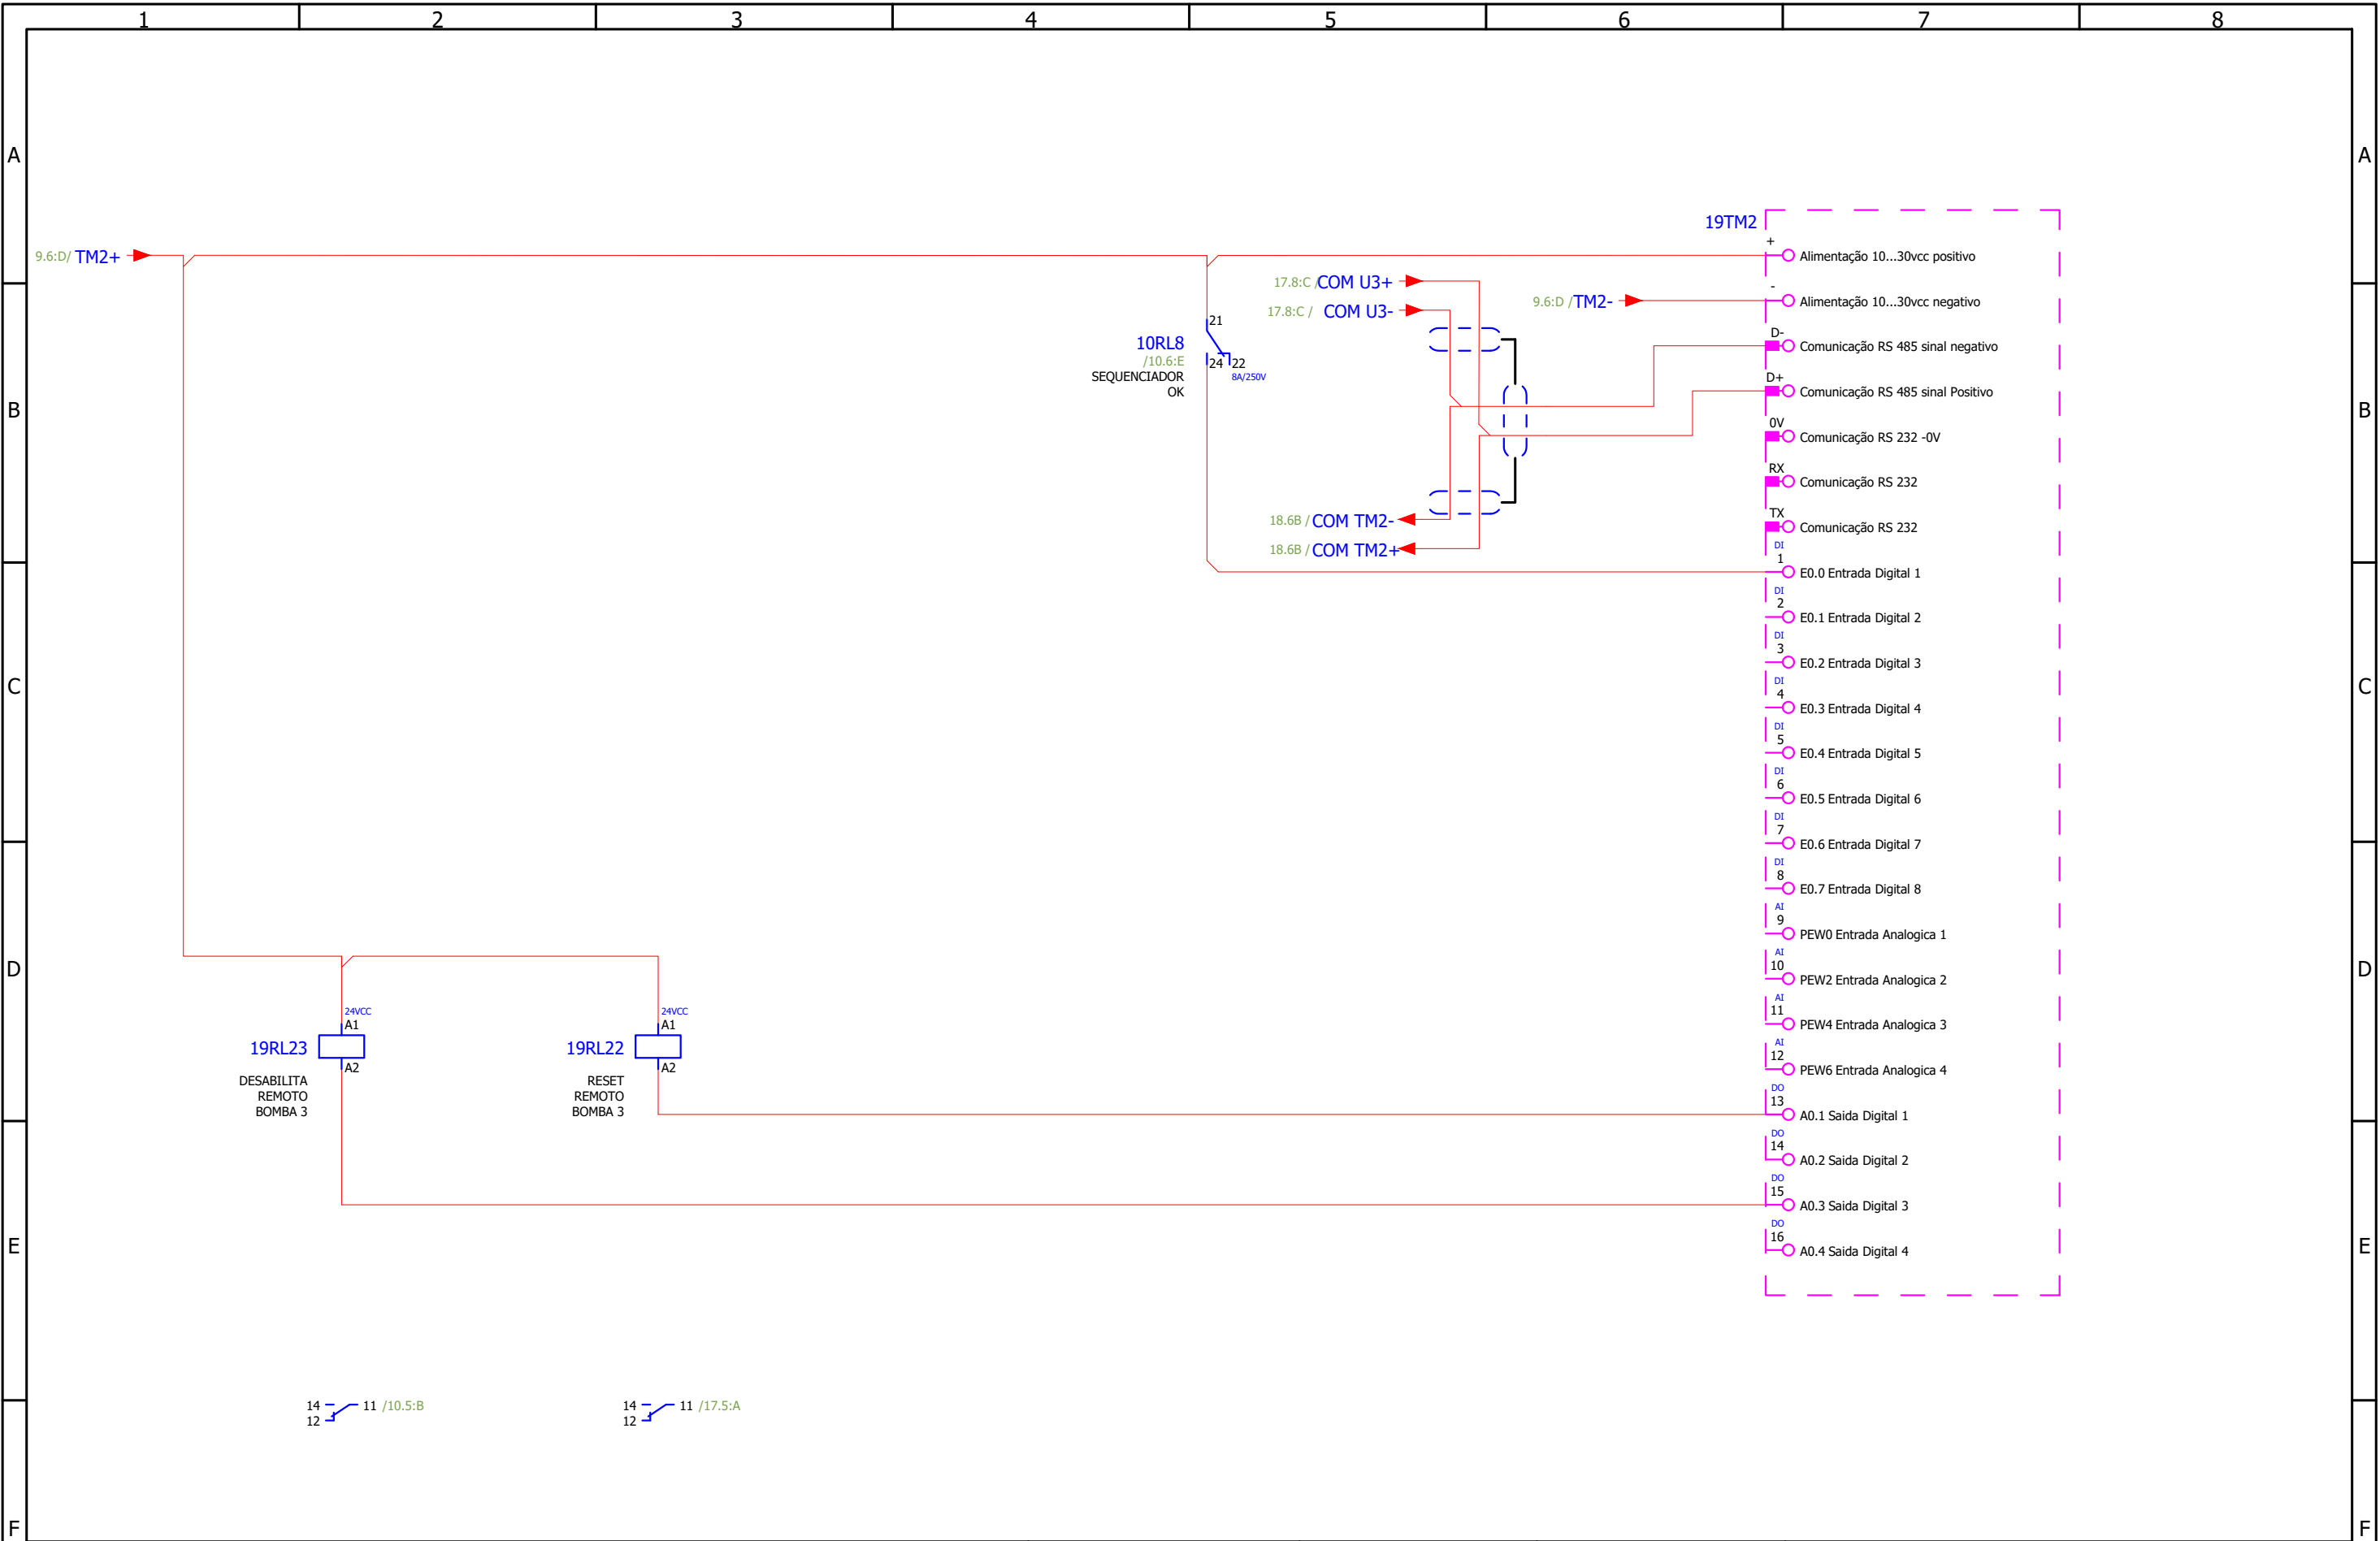 1 2 3 4 5 6 7 8
A A
19TM2
+
9.6:D/ TM2+
Alimentação 10...30vcc positivo
17.8:C / COM U3+
-
9.6:D / TM2-
Alimentação 10...30vcc negativo
17.8:C / COM U3-
21
D-
10RL8
Comunicação RS 485 sinal negativo
/10.6:E
24 22
SEQUENCIADOR
8A/250V
D+
OK
Comunicação RS 485 sinal Positivo
B B
0V
Comunicação RS 232 -0V
RX
Comunicação RS 232
TX
18.6B / COM TM2-
Comunicação RS 232
18.6B / COM TM2+
DI
1
E0.0 Entrada Digital 1
DI
2
E0.1 Entrada Digital 2
DI
3
E0.2 Entrada Digital 3
C C
DI
4
E0.3 Entrada Digital 4
DI
5
E0.4 Entrada Digital 5
DI
6
E0.5 Entrada Digital 6
DI
7
E0.6 Entrada Digital 7
DI
8
E0.7 Entrada Digital 8
AI
9
PEW0 Entrada Analogica 1
D D
AI
10
PEW2 Entrada Analogica 2
AI
11
PEW4 Entrada Analogica 3
24VCC
A1
19RL23
A2
DESABILITA
REMOTO
BOMBA 3
24VCC
A1
19RL22
A2
RESET
REMOTO
BOMBA 3
AI
12
PEW6 Entrada Analogica 4
DO
13
A0.1 Saida Digital 1
DO
14
A0.2 Saida Digital 2
DO
15
A0.3 Saida Digital 3
E E
DO
16
A0.4 Saida Digital 4
14 11 /10.5:B
12
14 11 /17.5:A
12
F F